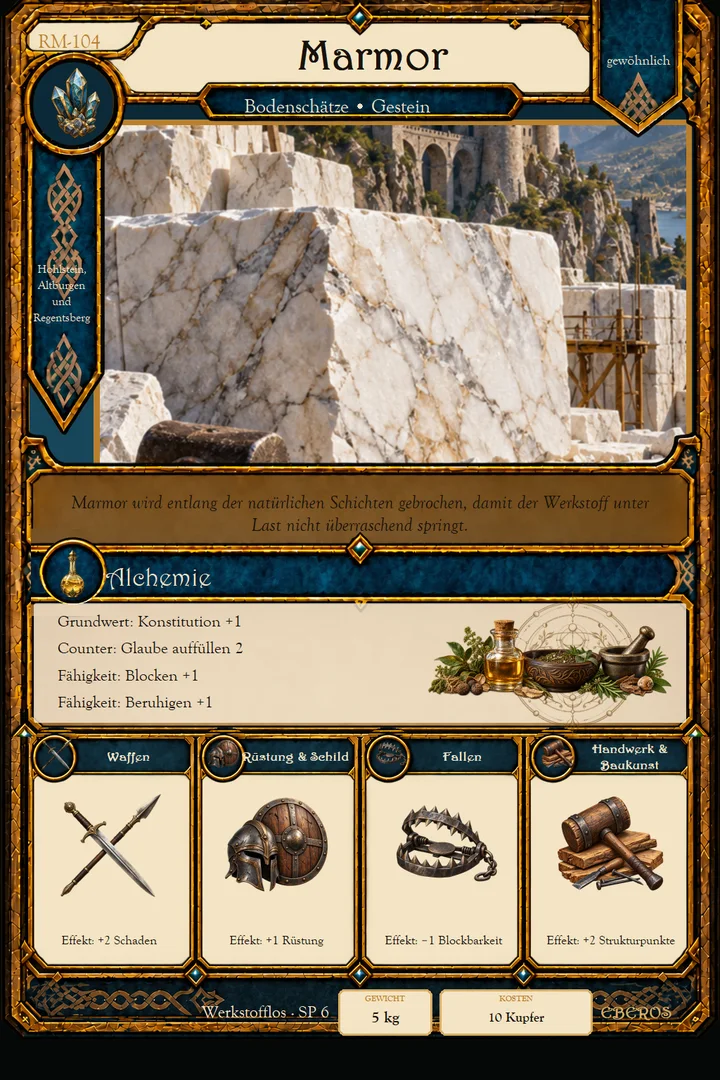 RM-104
Marmor
gewöhnlich
Bodenschätze • Gestein
Hohlstein,
Altburgen
und
Regentsberg
Marmor wird entlang der natürlichen Schichten gebrochen, damit der Werkstoff unter
Last nicht überraschend springt.
Alchemie
Grundwert: Konstitution +1
Counter: Glaube auffüllen 2
Fähigkeit: Blocken +1
Fähigkeit: Beruhigen +1
Waffen
Rüstung & Schild
Fallen
Handwerk &
Baukunst
Effekt: +2 Schaden
Effekt: +1 Rüstung
Effekt: −1 Blockbarkeit
Effekt: +2 Strukturpunkte
Werkstofflos · SP 6
GEWICHT
5 kg
KOSTEN
10 Kupfer
EBEROS